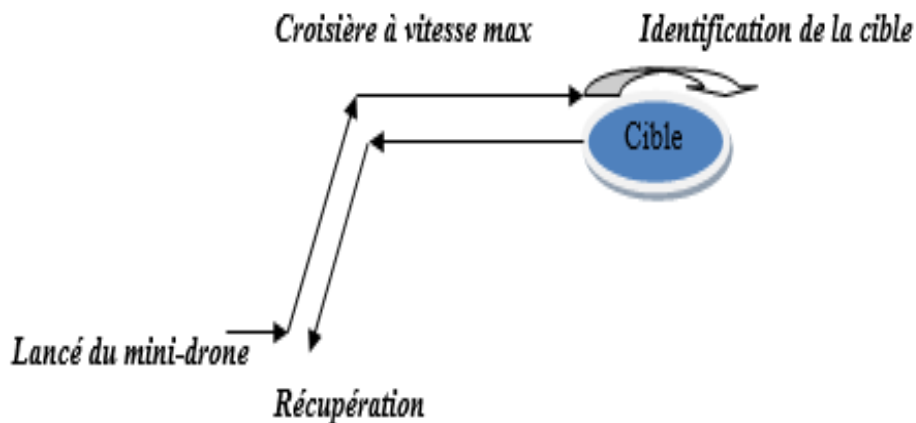 Croisière à vitesse max
Identification de la cible
Cible
Lancé du mini-drone
Récupération